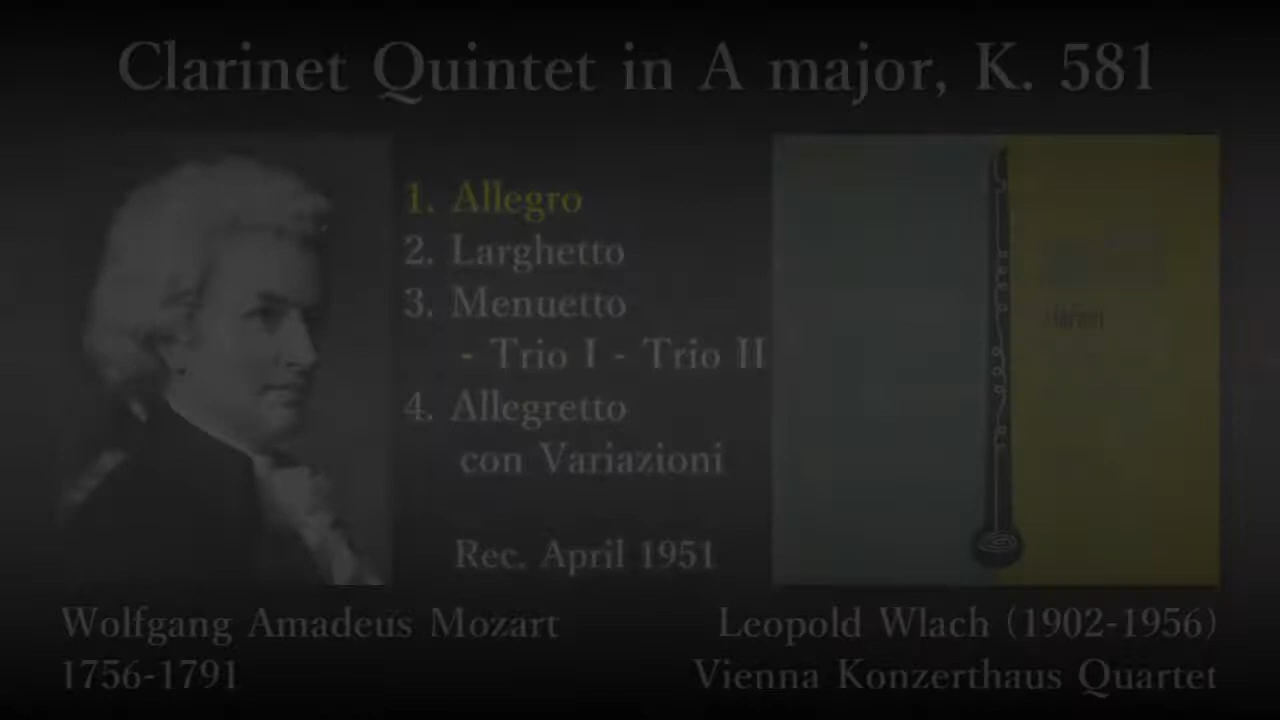 Clarinet Quintet in A major, K. 581
1. Allegro
2. Larghetto
3. Menuetto
- Trio I - Trio II
4. Allegretto
con Variazioni
Rec. April 1951
Wolfgang Amadeus Mozart
1756-1791
Leopold Wlach (1902-1956)
Vienna Konzerthaus Quartet